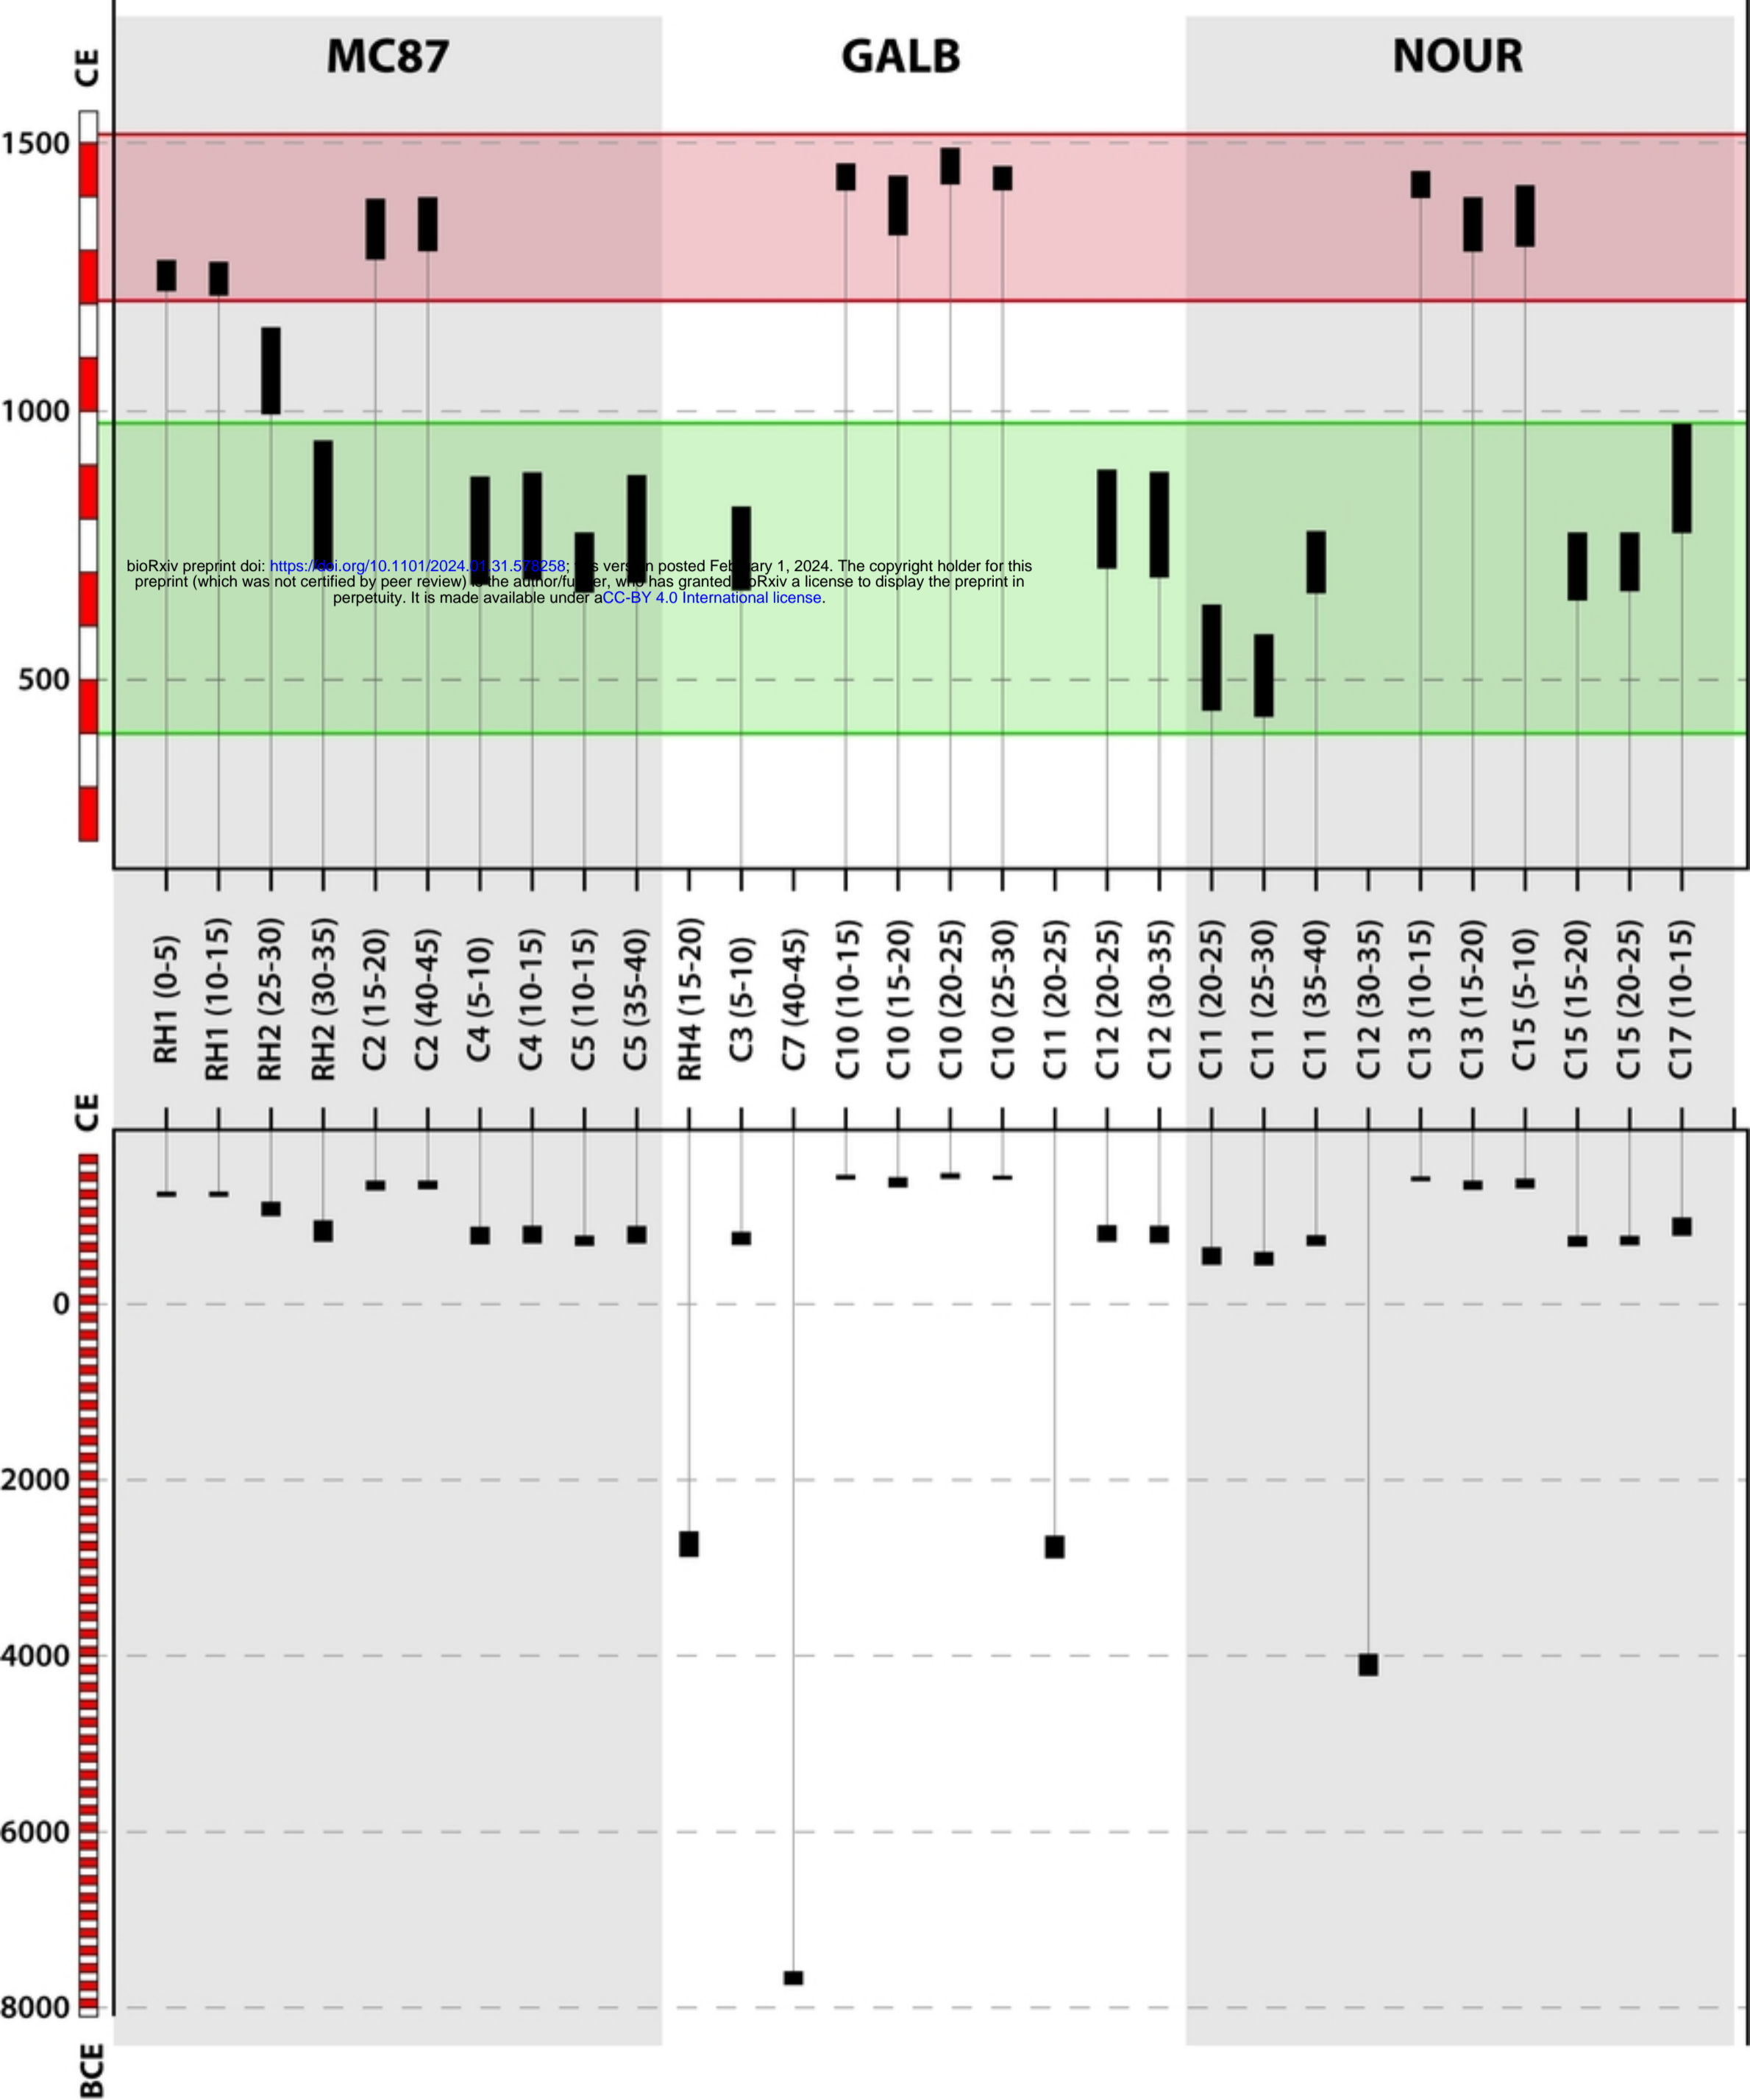 MC87 GALB NOUR
CE
1500
1000
500
bioRxiv preprint doi: https://doi.org/10.1101/2024.01.31.578258; this version posted February 1, 2024. The copyright holder for this
preprint (which was not certified by peer review) is the author/funder, who has granted bioRxiv a license to display the preprint in
perpetuity. It is made available under aCC-BY 4.0 International license.
RH1 (0-5)
RH1 (10-15)
RH2 (25-30)
RH2 (30-35)
C2 (15-20)
C2 (40-45)
C4 (5-10)
C4 (10-15)
C5 (10-15)
C5 (35-40)
RH4 (15-20)
C3 (5-10)
C7 (40-45)
C10 (10-15)
C10 (15-20)
C10 (20-25)
C10 (25-30)
C11 (20-25)
C12 (20-25)
C12 (30-35)
C11 (20-25)
C11 (25-30)
C11 (35-40)
C12 (30-35)
C13 (10-15)
C13 (15-20)
C15 (5-10)
C15 (15-20)
C15 (20-25)
C17 (10-15)
CE
0
2000
4000
6000
8000
BCE